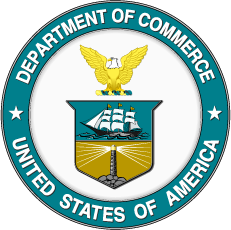 DEPARTMENT OF COMMERCE
UNITED STATES OF AMERICA